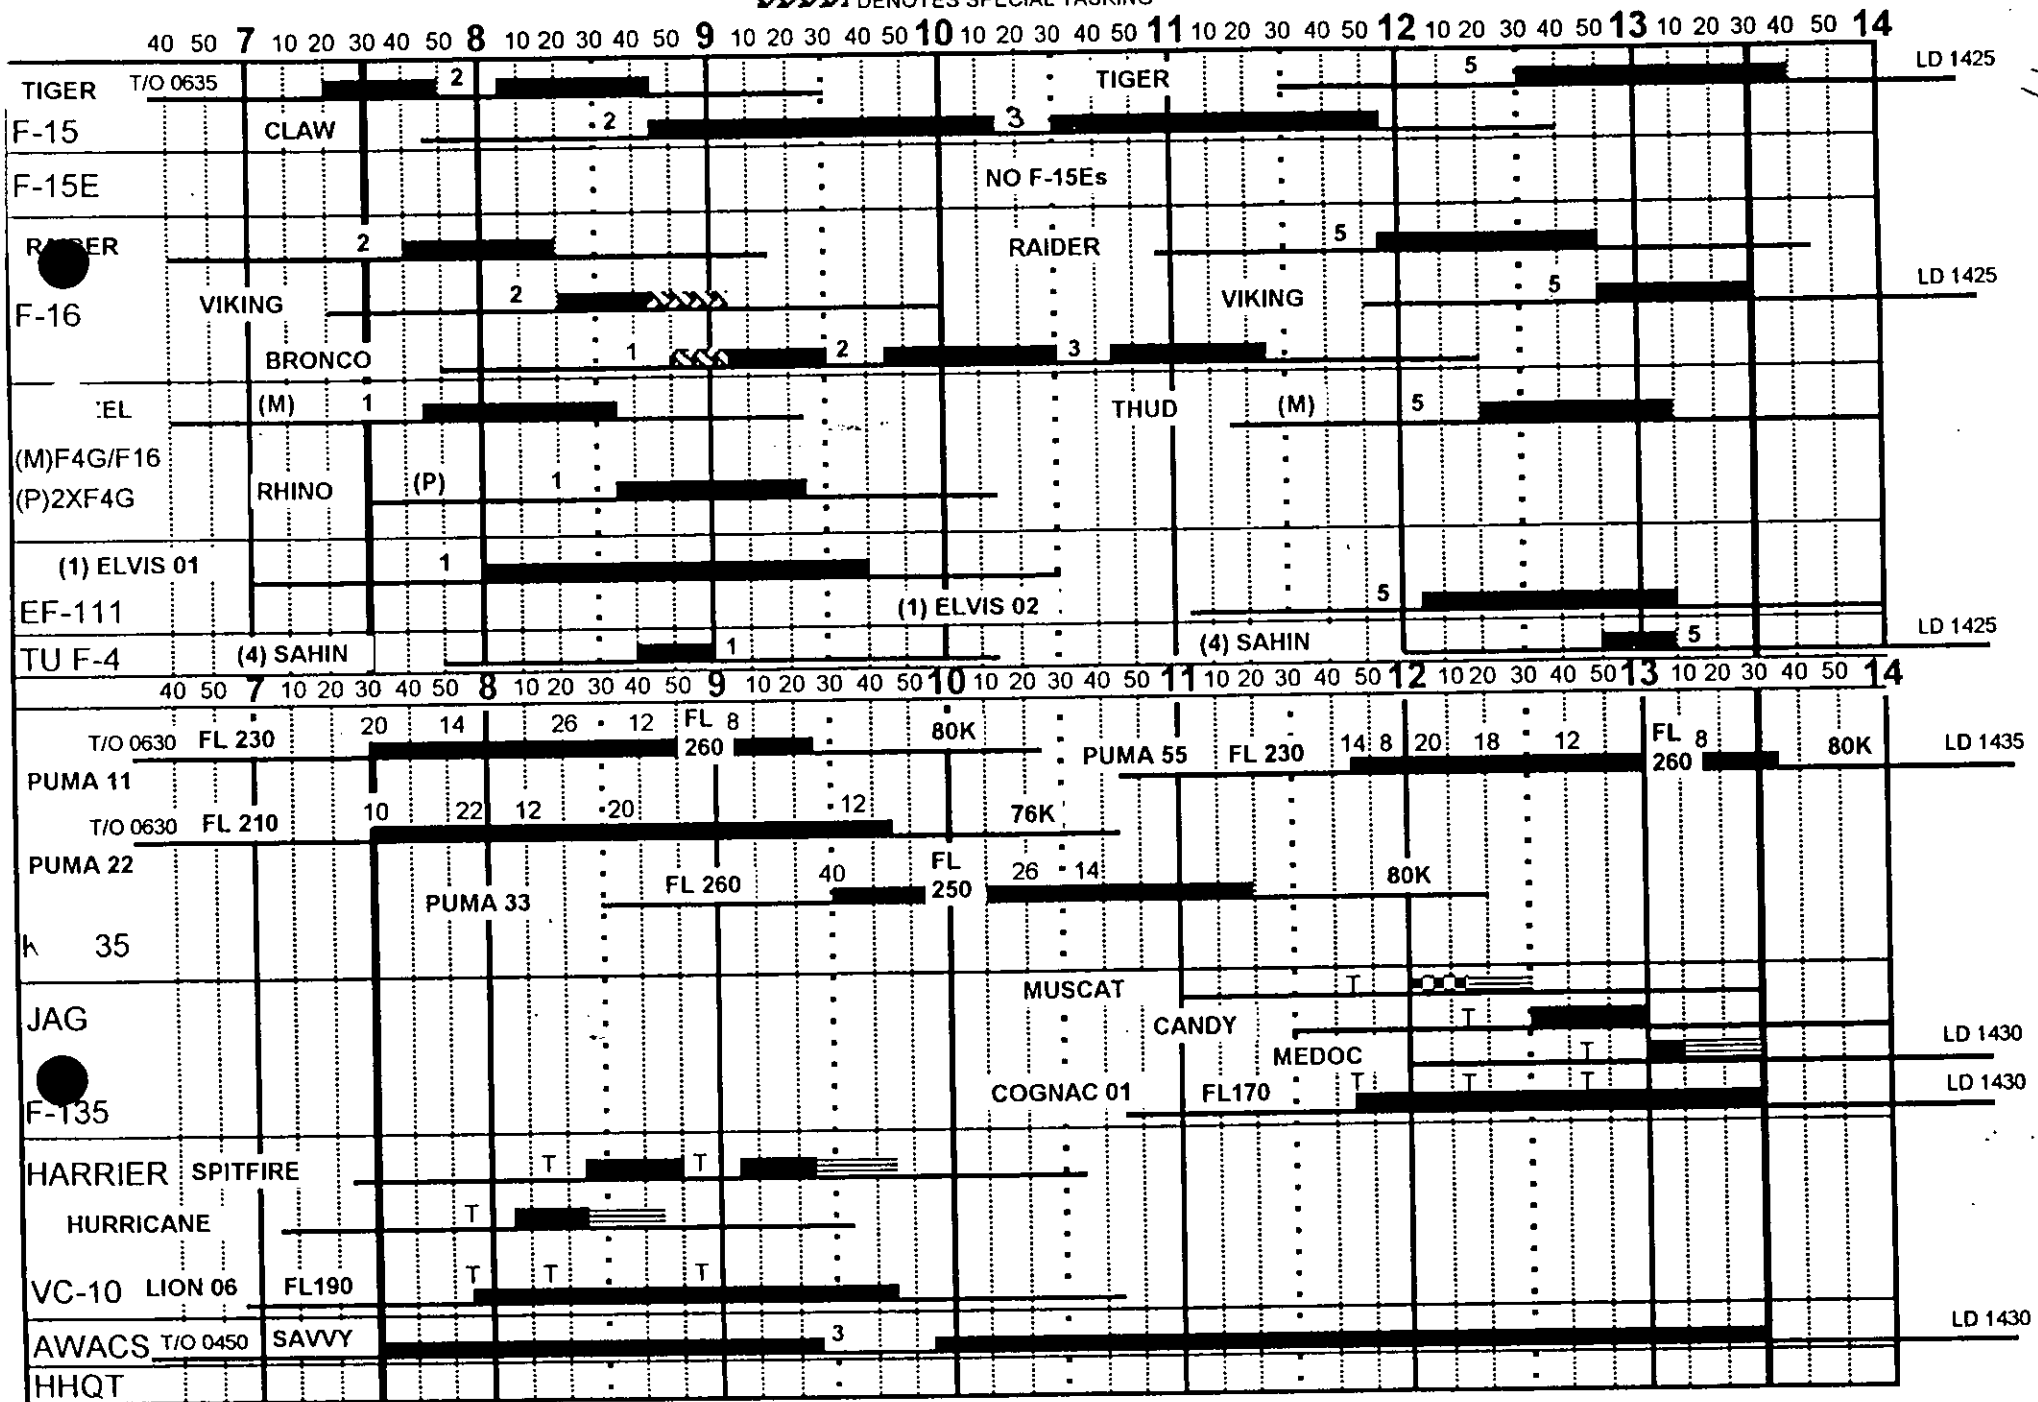 DENOTES SPECIAL TASKING
40 50 7 10 20 30 40 50 8 10 20 30 40 50 9 10 20 30 40 50 10 10 20 30 40 50 11 10 20 30 40 50 12 10 20 30 40 50 13 10 20 30 40 50 14
TIGER T/O 0635 2 TIGER 5 LD 1425
F-15 CLAW 2 3
F-15E NO F-15Es
2 RAIDER 5
F-16 VIKING 2 VIKING 5 LD 1425
BRONCO 1 2 3
(M) 1 THUD (M) 5
(M)F4G/F16
(P)2XF4G RHINO (P) 1
(1) ELVIS 01 1
EF-111 (1) ELVIS 02 5
TU F-4 (4) SAHIN 1 (4) SAHIN 5 LD 1425
40 50 7 10 20 30 40 50 8 10 20 30 40 50 9 10 20 30 40 50 10 10 20 30 40 50 11 10 20 30 40 50 12 10 20 30 40 50 13 10 20 30 40 50 14
20 14 26 12 FL 8 14 8 20 18 12 FL 8
T/O 0630 FL 230 260 80K PUMA 55 FL 230 260 80K LD 1435
PUMA 11
10 22 12 20 12
T/O 0630 FL 210 76K
PUMA 22
PUMA 33 FL 260 40 FL 250 26 14 80K
35
MUSCAT T
JAG CANDY T
MEDOC T LD 1430
F-135 COGNAC 01 FL170 T T T LD 1430
HARRIER SPITFIRE T T
HURRICANE T
VC-10 LION 06 FL190 T T T
AWACS T/O 0450 SAVVY 3 LD 1430
HHQT